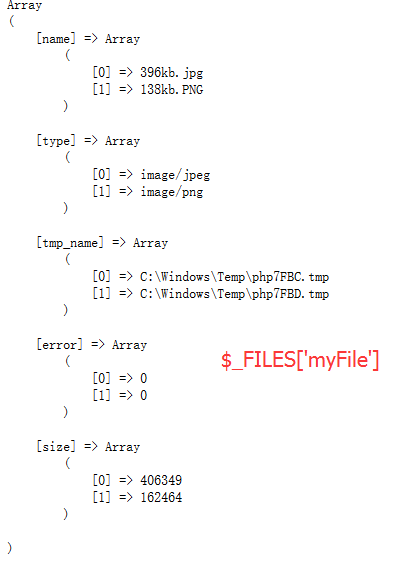 Array
(
[name] => Array
(
[0] => 396kb.jpg
[1] => 138kb.PNG
)
[type] => Array
(
[0] => image/jpeg
[1] => image/png
)
[tmp_name] => Array
(
[0] => C:\Windows\Temp\php7FBC.tmp
[1] => C:\Windows\Temp\php7FBD.tmp
)
[error] => Array
(
[0] => 0
[1] => 0
)
$_FILES['myFile']
[size] => Array
(
[0] => 406349
[1] => 162464
)
)